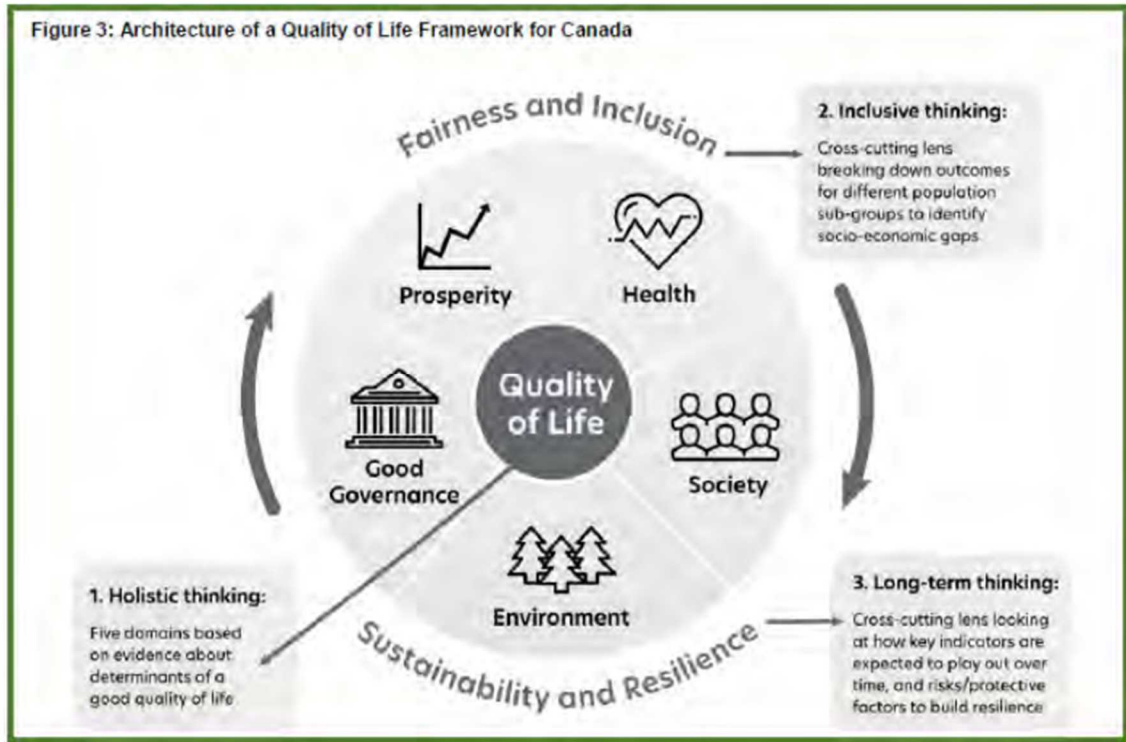 Figure 3: Architecture of a Quality of Life Framework for Canada
Fairness and Inclusion
2. Inclusive thinking:
Cross-cutting lens
breaking down outcomes
for different population
sub-groups to identify
socio-economic gaps
Prosperity
Health
Quality
of Life
Good
Governance
Society
Environment
1. Holistic thinking:
Five domains based
on evidence about
determinants of a
good quality of life
Sustainability and Resilience
3. Long-term thinking:
Cross-cutting lens looking
at how key indicators are
expected to play out over
time, and risks/protective
factors to build resilience